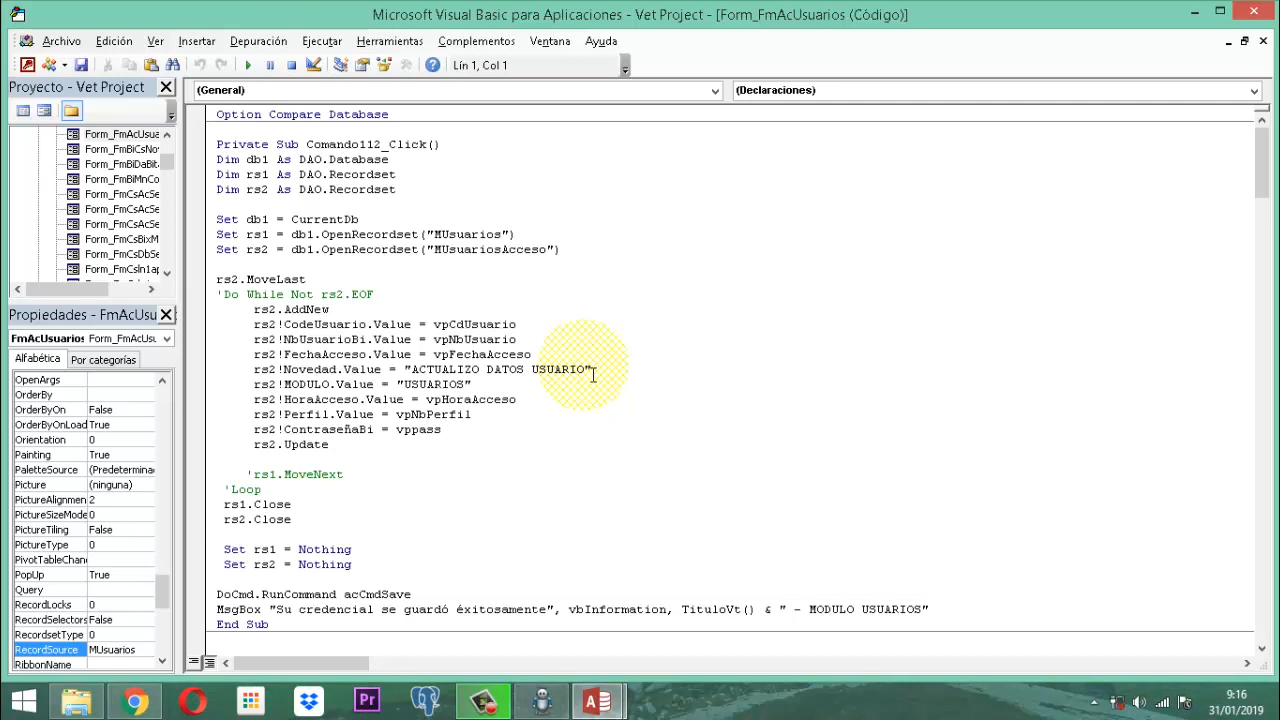 Microsoft Visual Basic para Aplicaciones - Vet Project - [Form_FmAcUsuarios (Código)]
Archivo Edición Ver Insertar Depuración Ejecutar Herramientas Complementos Ventana Ayuda
Lín 1, Col 1
Proyecto - Vet Project
Form_FmAcUsua
Form_FmBiCsNo
Form_FmBiDaBit
Form_FmBiMnCo
Form_FmCsAcSe
Form_FmCsAcSe
Form_FmCsAcSe
Form_FmCsBixM
Form_FmCsDbSe
Form_FmCsIn1ap
Propiedades - FmAcUsu
FmAcUsuarios Form_FmAcUsu
Alfabética Por categorías
OpenArgs
OrderBy
OrderByOn False
OrderByOnLoad True
Orientation 0
Painting True
PaletteSource (Predetermina
Picture (ninguna)
PictureAlignmen 2
PictureSizeMode 0
PictureTiling False
PictureType 0
PivotTableChan
PopUp True
Query
RecordLocks 0
RecordSelectors False
RecordsetType 0
RecordSource MUsuarios
RibbonName
(General) (Declaraciones)
Option Compare Database
Private Sub Comando112_Click()
Dim db1 As DAO.Database
Dim rs1 As DAO.Recordset
Dim rs2 As DAO.Recordset
Set db1 = CurrentDb
Set rs1 = db1.OpenRecordset("MUsuarios")
Set rs2 = db1.OpenRecordset("MUsuariosAcceso")
rs2.MoveLast
'Do While Not rs2.EOF
rs2.AddNew
rs2!CodeUsuario.Value = vpCdUsuario
rs2!NbUsuarioBi.Value = vpNbUsuario
rs2!FechaAcceso.Value = vpFechaAcceso
rs2!Novedad.Value = "ACTUALIZO DATOS USUARIO"
rs2!MODULO.Value = "USUARIOS"
rs2!HoraAcceso.Value = vpHoraAcceso
rs2!Perfil.Value = vpNbPerfil
rs2!ContraseñaBi = vppass
rs2.Update
'rs1.MoveNext
'Loop
rs1.Close
rs2.Close
Set rs1 = Nothing
Set rs2 = Nothing
DoCmd.RunCommand acCmdSave
MsgBox "Su credencial se guardó éxitosamente", vbInformation, TituloVt() & " - MODULO USUARIOS"
End Sub
Pr
9:16
31/01/2019